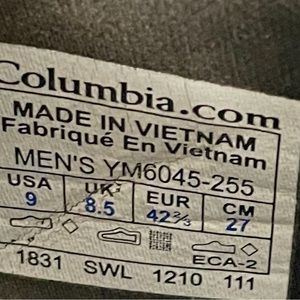 Columbia.com
MADE IN VIETNAM
Fabriqué En Vietnam
MEN'S YM6045-255
USA UK EUR CM
9 8.5 42⅔ 27
ECA-2
1831 SWL 1210 111